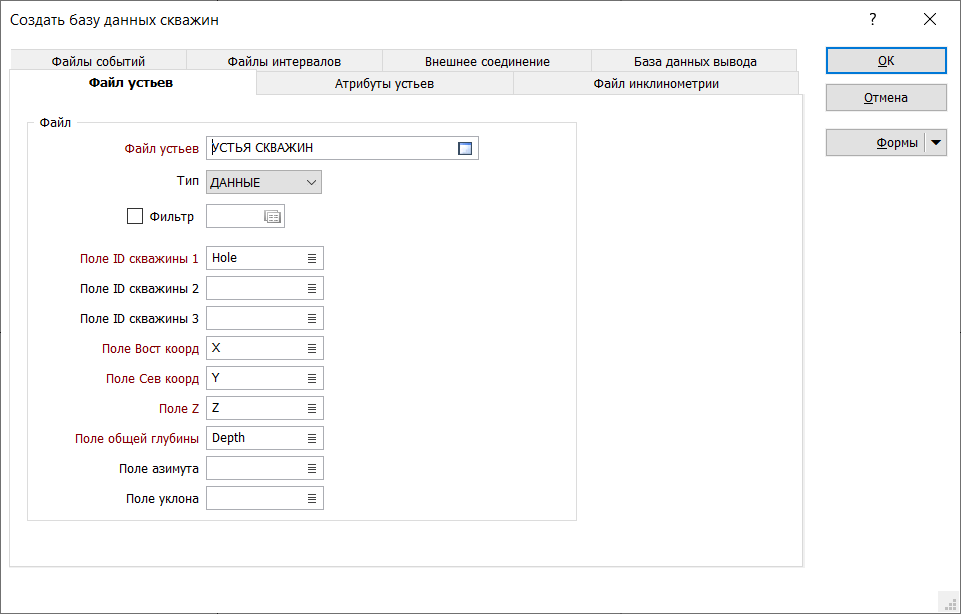 Создать базу данных скважин
?
Файлы событий
Файлы интервалов
Внешнее соединение
База данных вывода
Файл устьев
Атрибуты устьев
Файл инклинометрии
ОК
Отмена
Формы
Файл
Файл устьев УСТЬЯ СКВАЖИН
Тип ДАННЫЕ
Фильтр
Поле ID скважины 1 Hole
Поле ID скважины 2
Поле ID скважины 3
Поле Вост коорд X
Поле Сев коорд Y
Поле Z Z
Поле общей глубины Depth
Поле азимута
Поле уклона